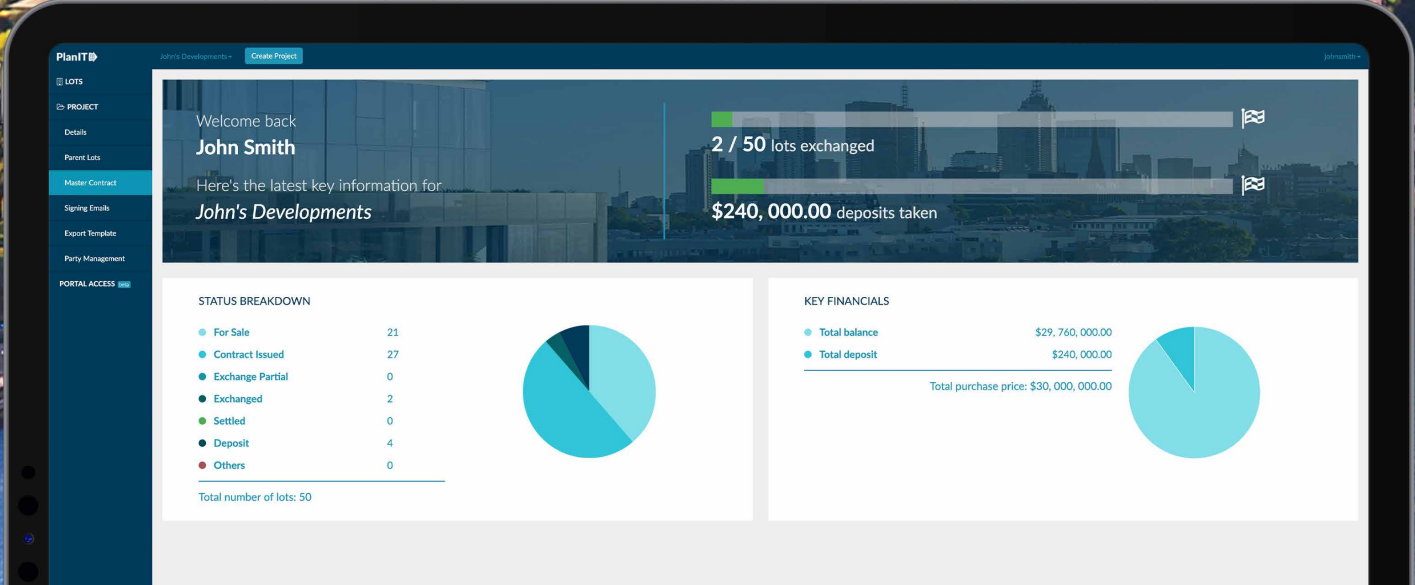 PlanIT
John's Developments
Create Project
johnsmith
LOTS
PROJECT
Details
Parent Lots
Master Contract
Signing Emails
Export Template
Party Management
PORTAL ACCESS beta
Welcome back
John Smith
Here's the latest key information for
John's Developments
2 / 50 lots exchanged
$240, 000.00 deposits taken
STATUS BREAKDOWN
For Sale 21
Contract Issued 27
Exchange Partial 0
Exchanged 2
Settled 0
Deposit 4
Others 0
Total number of lots: 50
KEY FINANCIALS
Total balance $29, 760, 000.00
Total deposit $240, 000.00
Total purchase price: $30, 000, 000.00